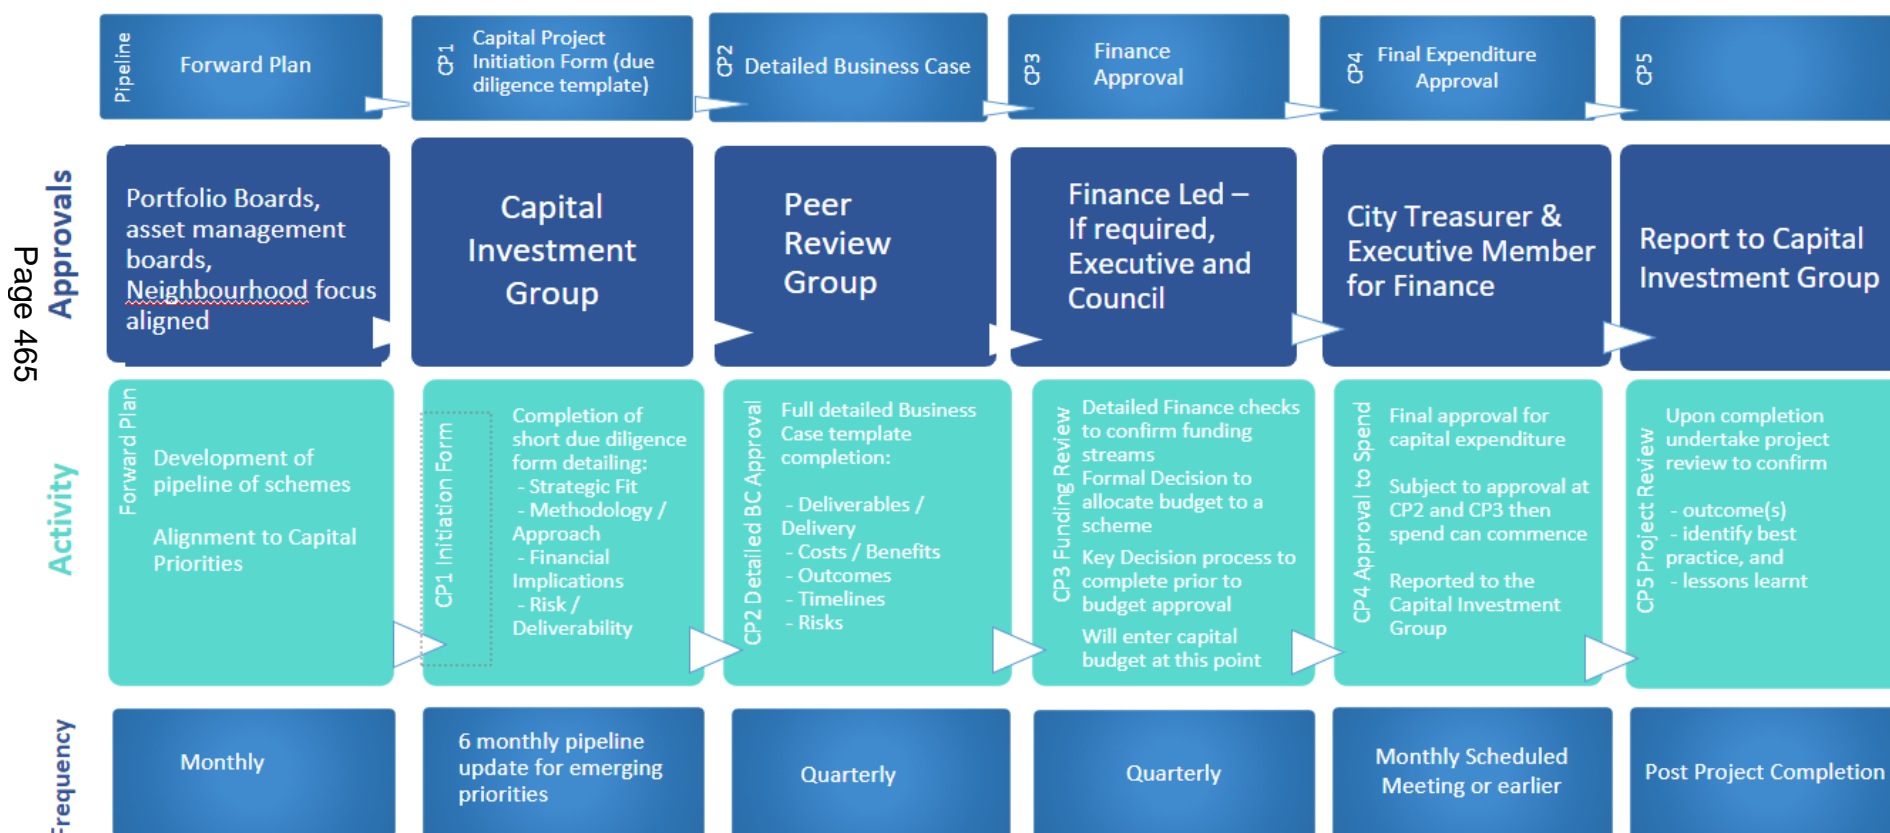 Pipeline
Forward Plan
CP1
Capital Project
Initiation Form (due
diligence template)
CP2
Detailed Business Case
CP3
Finance
Approval
CP4
Final Expenditure
Approval
CP5
Page 465
Approvals
Portfolio Boards,
asset management
boards,
Neighbourhood focus
aligned
Capital
Investment
Group
Peer
Review
Group
Finance Led –
If required,
Executive and
Council
City Treasurer &
Executive Member
for Finance
Report to Capital
Investment Group
Activity
Forward Plan
Development of
pipeline of schemes
Alignment to Capital
Priorities
CP1 Initiation Form
Completion of
short due diligence
form detailing:
- Strategic Fit
- Methodology /
Approach
- Financial
Implications
- Risk /
Deliverability
CP2 Detailed BC Approval
Full detailed Business
Case template
completion:
- Deliverables /
Delivery
- Costs / Benefits
- Outcomes
- Timelines
- Risks
CP3 Funding Review
Detailed Finance checks
to confirm funding
streams
Formal Decision to
allocate budget to a
scheme
Key Decision process to
complete prior to
budget approval
Will enter capital
budget at this point
CP4 Approval to Spend
Final approval for
capital expenditure
Subject to approval at
CP2 and CP3 then
spend can commence
Reported to the
Capital Investment
Group
CP5 Project Review
Upon completion
undertake project
review to confirm
- outcome(s)
- identify best
practice, and
- lessons learnt
Frequency
Monthly
6 monthly pipeline
update for emerging
priorities
Quarterly
Quarterly
Monthly Scheduled
Meeting or earlier
Post Project Completion